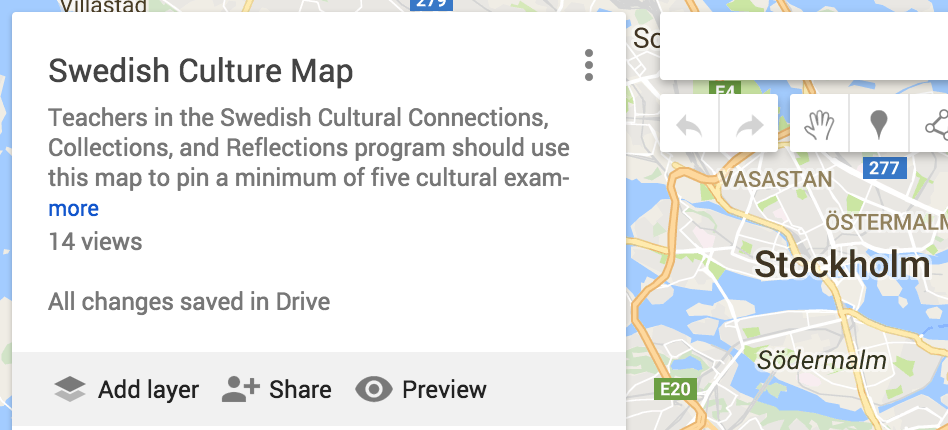 Villastad
279
Swedish Culture Map
Teachers in the Swedish Cultural Connections,
Collections, and Reflections program should use
this map to pin a minimum of five cultural exam-
more
14 views
All changes saved in Drive
Add layer
Share
Preview
E4
277
VASASTAN
ÖSTERMALM
Stockholm
Södermalm
E20